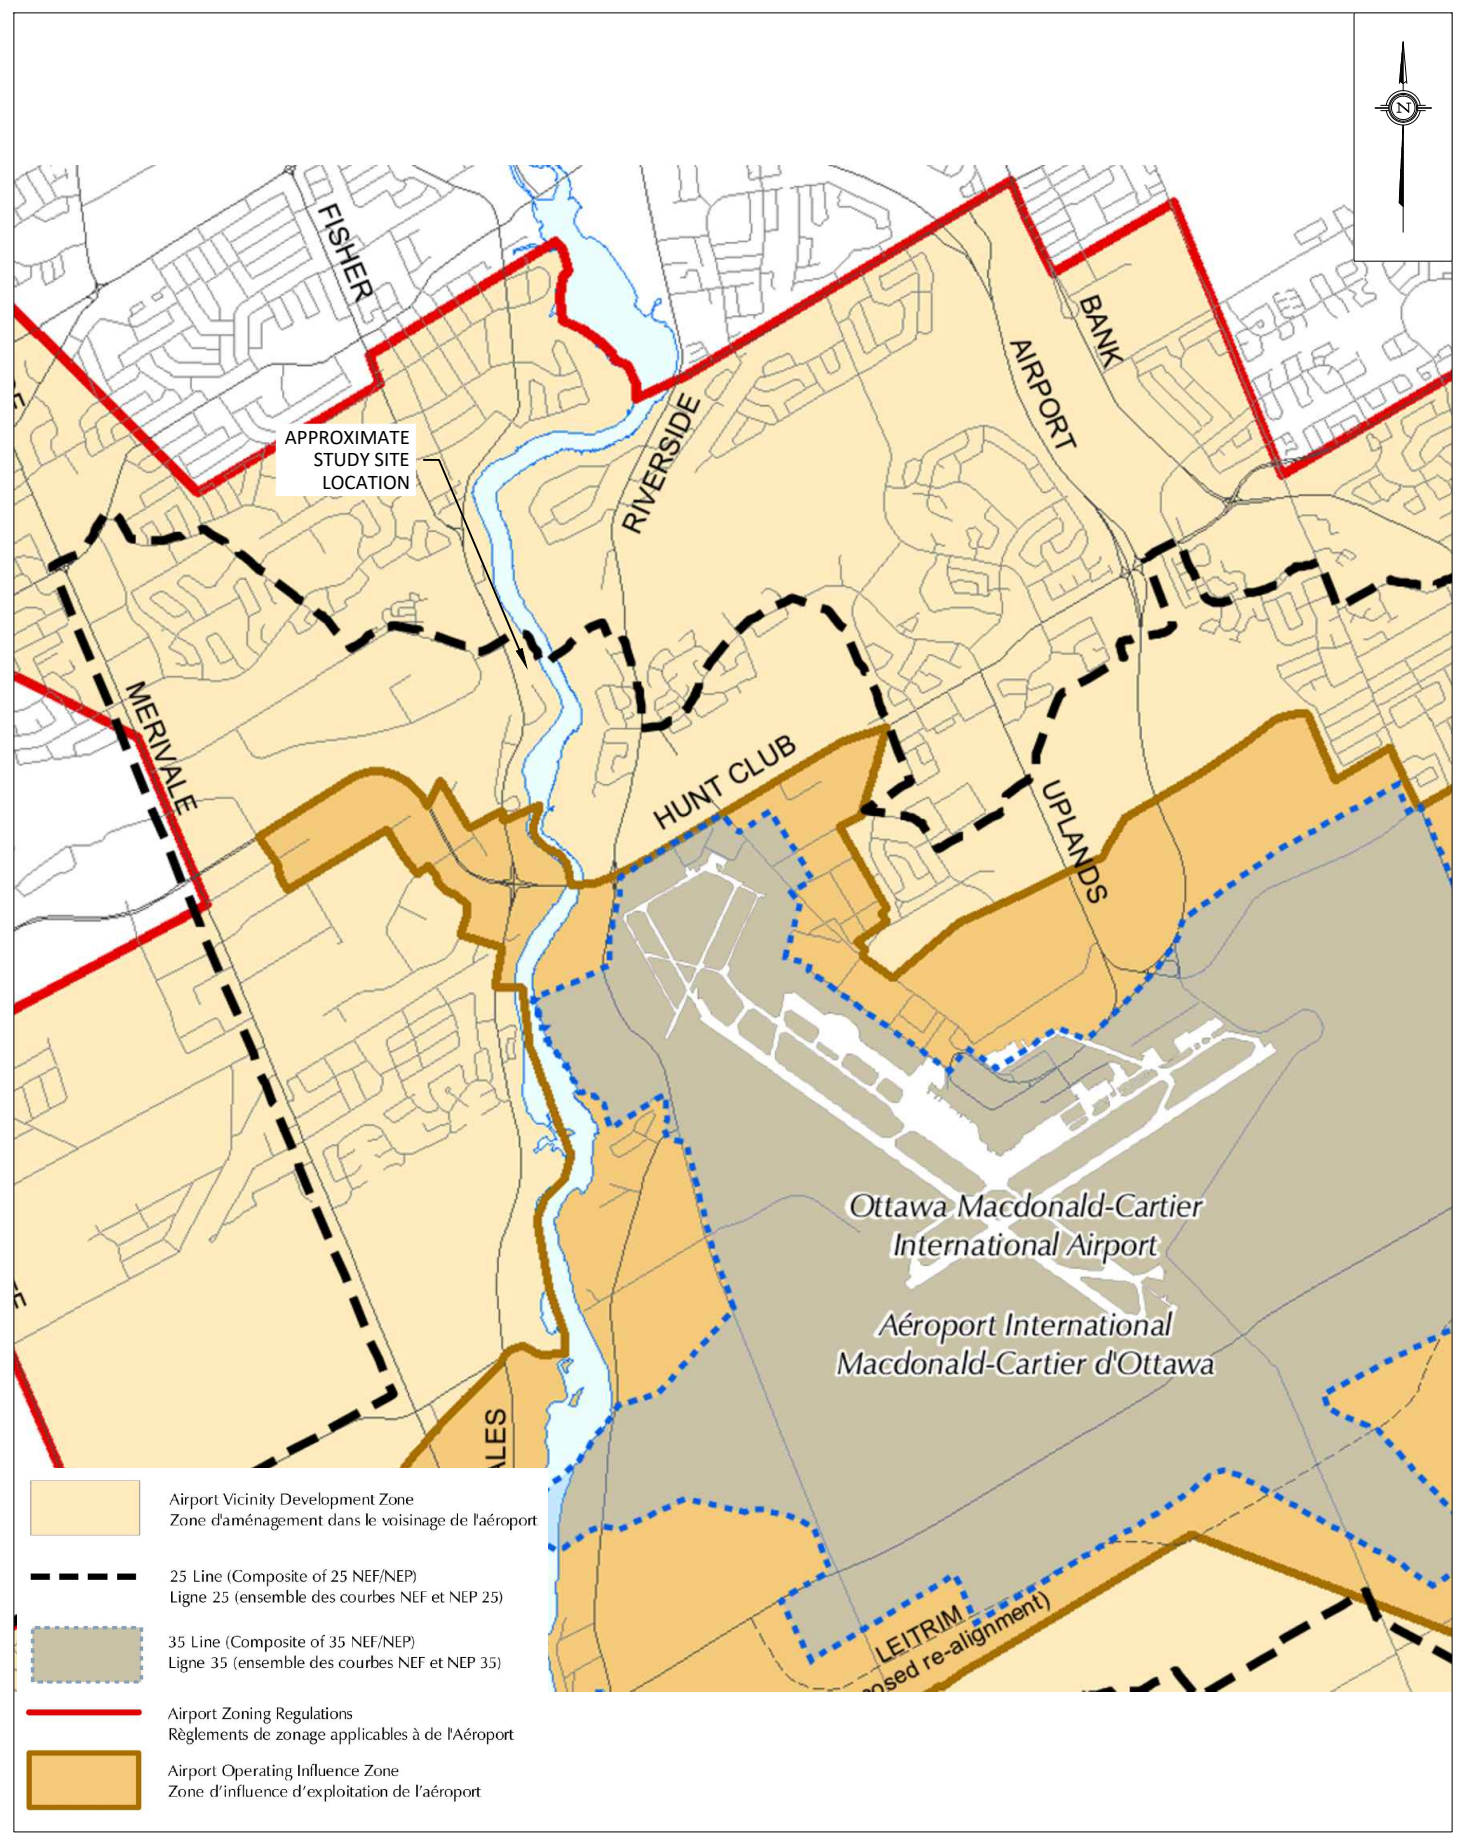 N
FISHER
BANK
AIRPORT
RIVERSIDE
APPROXIMATE
STUDY SITE
LOCATION
MERIVALE
HUNT CLUB
UPLANDS
Ottawa Macdonald-Cartier
International Airport
Aéroport International
Macdonald-Cartier d'Ottawa
ALES
LEITRIM
osed re-alignment)
Airport Vicinity Development Zone
Zone d'aménagement dans le voisinage de l'aéroport
25 Line (Composite of 25 NEF/NEP)
Ligne 25 (ensemble des courbes NEF et NEP 25)
35 Line (Composite of 35 NEF/NEP)
Ligne 35 (ensemble des courbes NEF et NEP 35)
Airport Zoning Regulations
Règlements de zonage applicables à de l'Aéroport
Airport Operating Influence Zone
Zone d'influence d'exploitation de l'aéroport